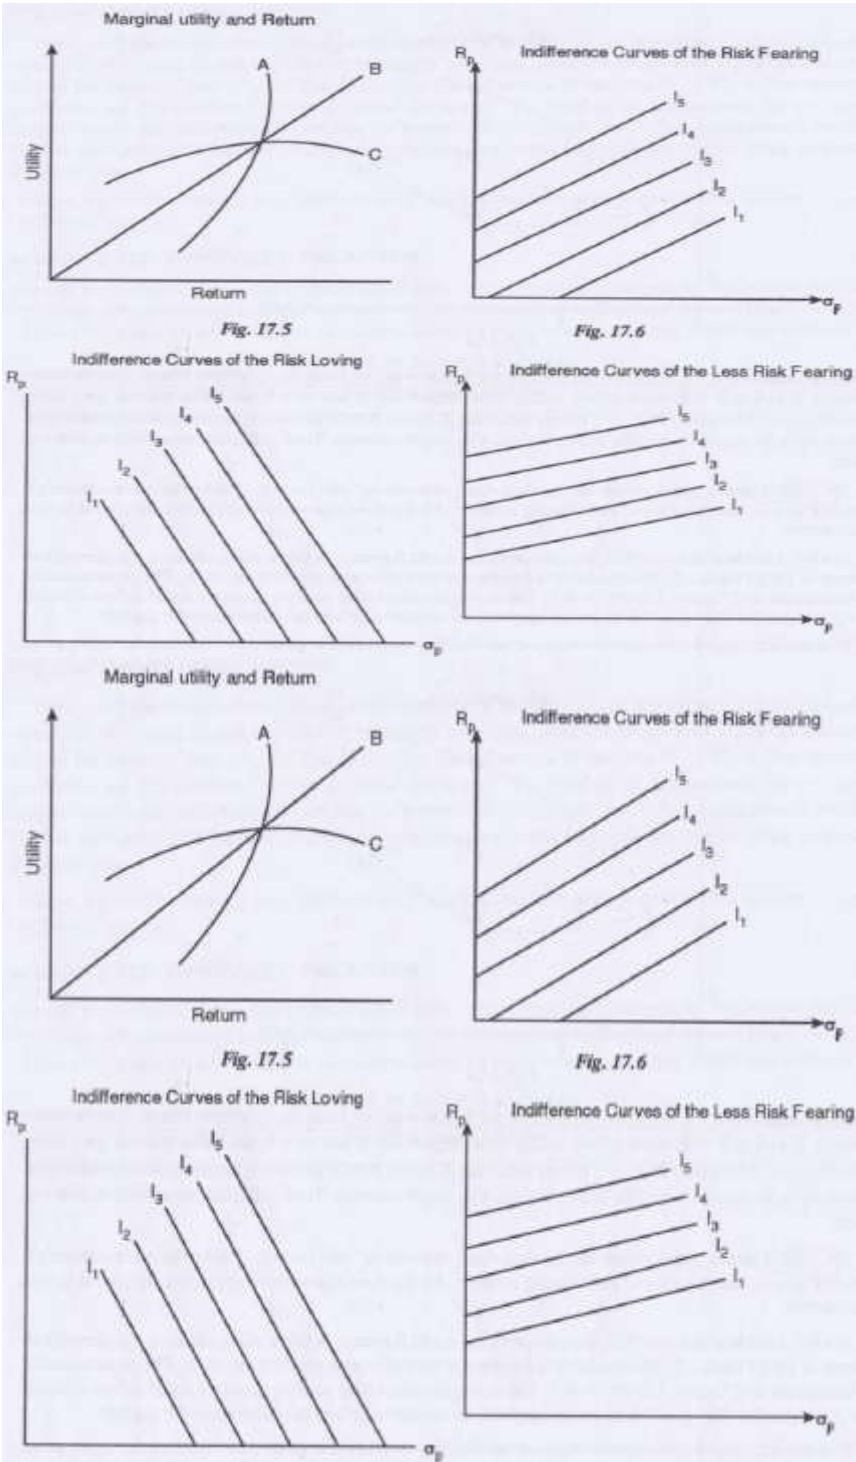 Marginal utility and Return
A
B
C
Utility
Return
Fig. 17.5
Indifference Curves of the Risk Fearing
Rp
I5
I4
I3
I2
I1
σp
Fig. 17.6
Indifference Curves of the Risk Loving
Rp
I5
I4
I3
I2
I1
σp
Indifference Curves of the Less Risk Fearing
Rp
I5
I4
I3
I2
I1
σp
Marginal utility and Return
A
B
C
Utility
Return
Fig. 17.5
Indifference Curves of the Risk Fearing
Rp
I5
I4
I3
I2
I1
σp
Fig. 17.6
Indifference Curves of the Risk Loving
Rp
I5
I4
I3
I2
I1
σp
Indifference Curves of the Less Risk Fearing
Rp
I5
I4
I3
I2
I1
σp